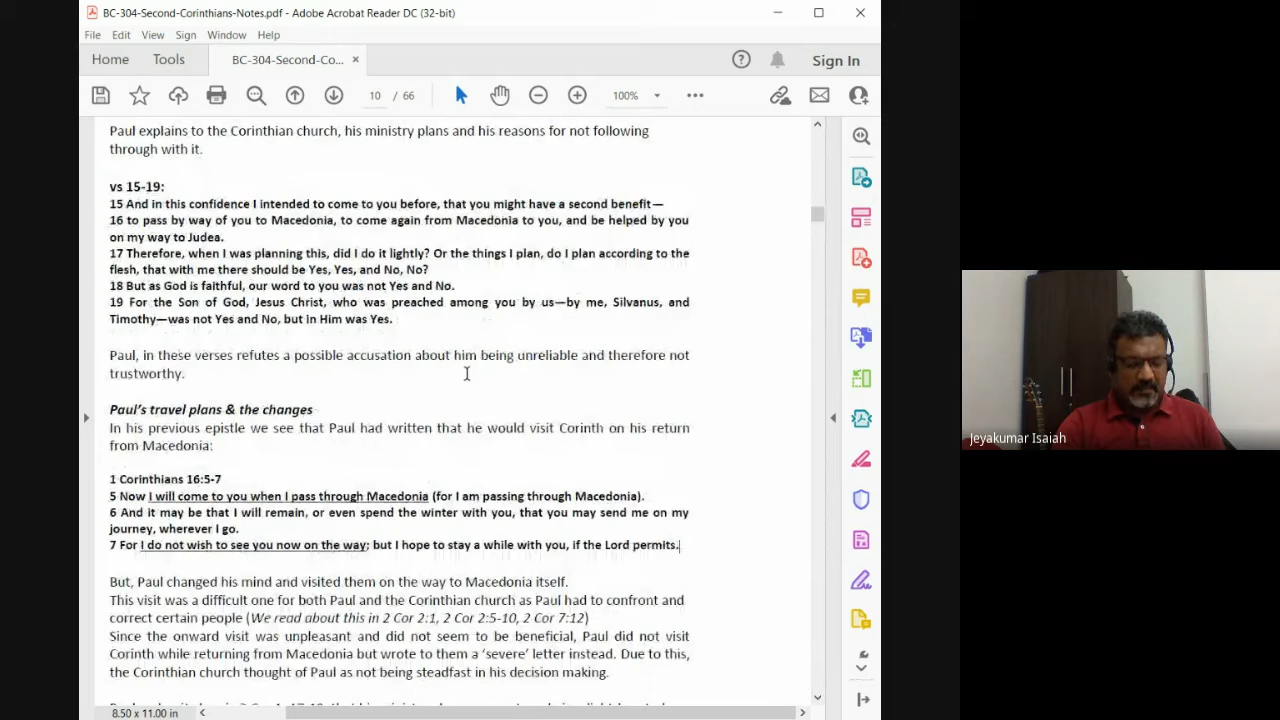 BC-304-Second-Corinthians-Notes.pdf - Adobe Acrobat Reader DC (32-bit)
File Edit View Sign Window Help
Home Tools BC-304-Second-Co... × Sign In
10 / 66 100%
Paul explains to the Corinthian church, his ministry plans and his reasons for not following
through with it.
vs 15-19:
15 And in this confidence I intended to come to you before, that you might have a second benefit—
16 to pass by way of you to Macedonia, to come again from Macedonia to you, and be helped by you
on my way to Judea.
17 Therefore, when I was planning this, did I do it lightly? Or the things I plan, do I plan according to the
flesh, that with me there should be Yes, Yes, and No, No?
18 But as God is faithful, our word to you was not Yes and No.
19 For the Son of God, Jesus Christ, who was preached among you by us—by me, Silvanus, and
Timothy—was not Yes and No, but in Him was Yes.
Paul, in these verses refutes a possible accusation about him being unreliable and therefore not
trustworthy.
Paul's travel plans & the changes
In his previous epistle we see that Paul had written that he would visit Corinth on his return
from Macedonia:
1 Corinthians 16:5-7
5 Now I will come to you when I pass through Macedonia (for I am passing through Macedonia).
6 And it may be that I will remain, or even spend the winter with you, that you may send me on my
journey, wherever I go.
7 For I do not wish to see you now on the way; but I hope to stay a while with you, if the Lord permits.
But, Paul changed his mind and visited them on the way to Macedonia itself.
This visit was a difficult one for both Paul and the Corinthian church as Paul had to confront and
correct certain people (We read about this in 2 Cor 2:1, 2 Cor 2:5-10, 2 Cor 7:12)
Since the onward visit was unpleasant and did not seem to be beneficial, Paul did not visit
Corinth while returning from Macedonia but wrote to them a 'severe' letter instead. Due to this,
the Corinthian church thought of Paul as not being steadfast in his decision making.
8.50 x 11.00 in
Jeyakumar Isaiah